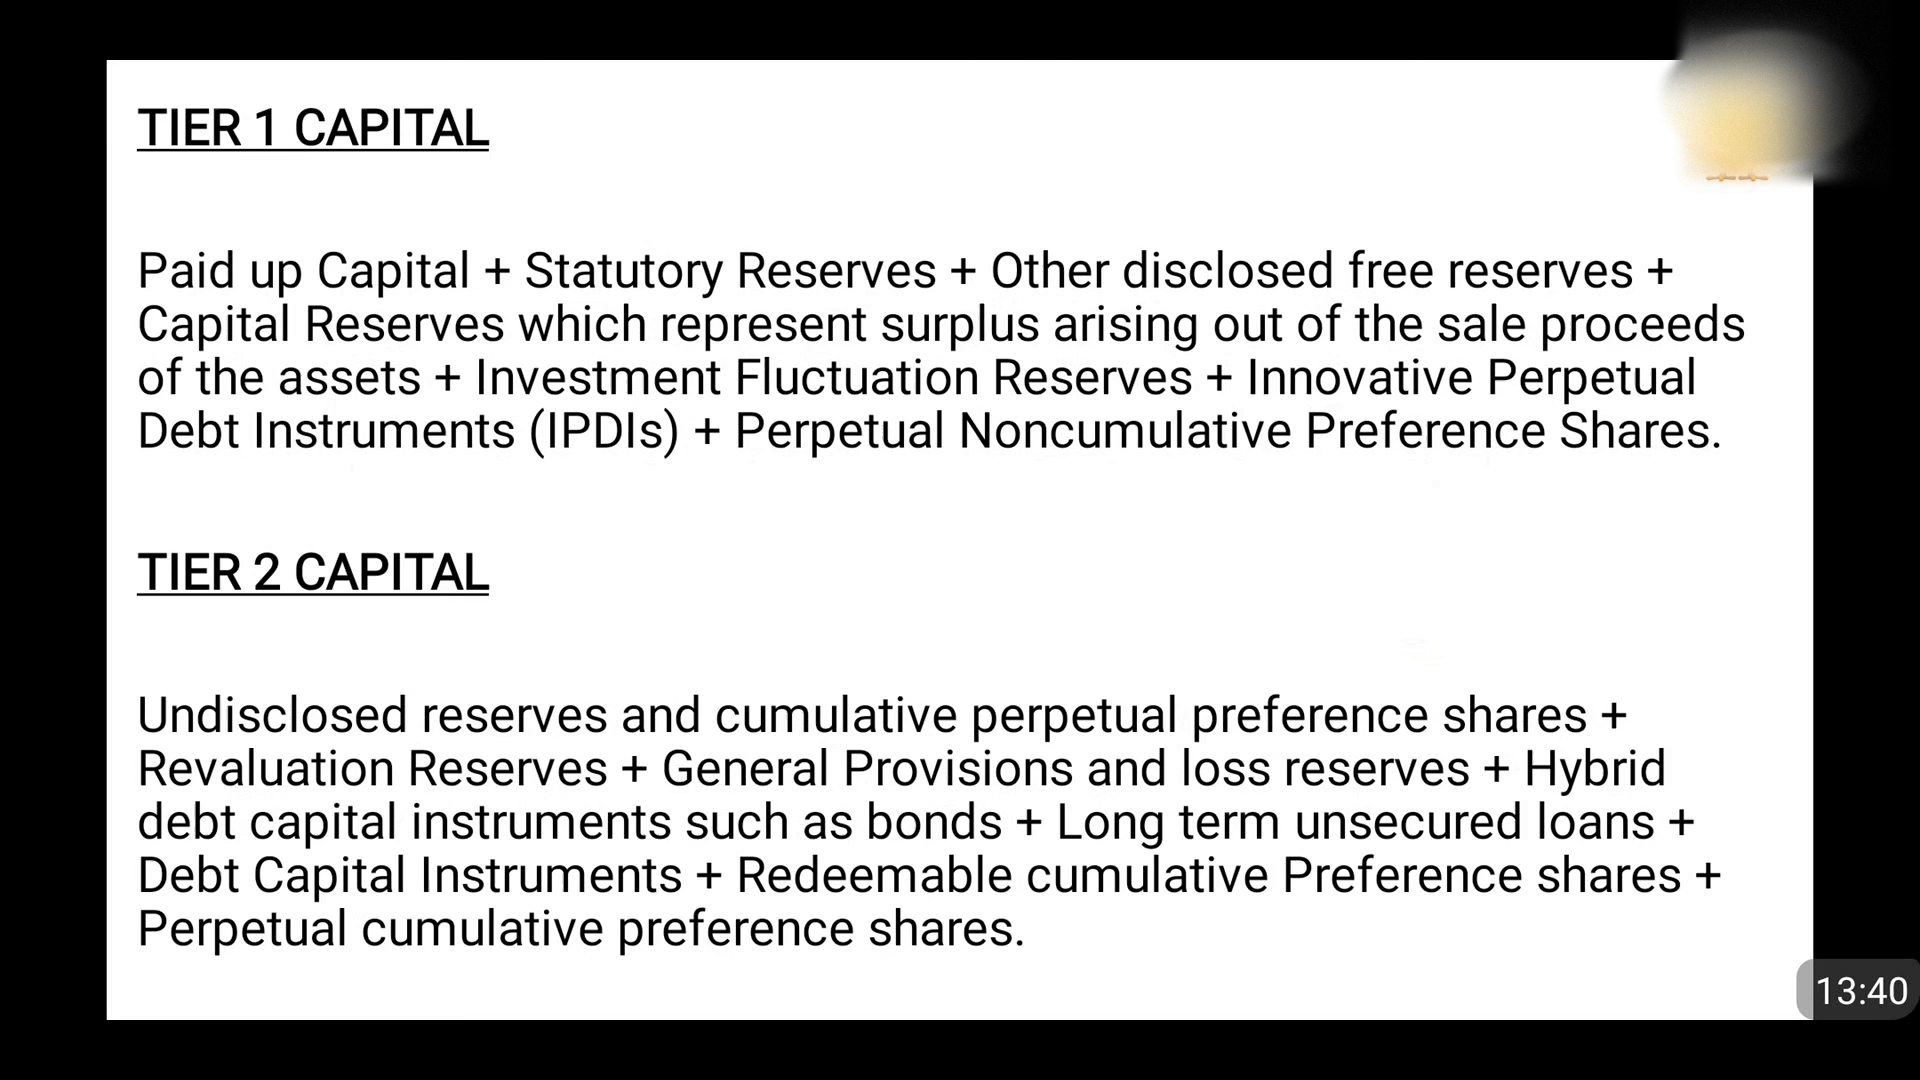 TIER 1 CAPITAL
Paid up Capital + Statutory Reserves + Other disclosed free reserves +
Capital Reserves which represent surplus arising out of the sale proceeds
of the assets + Investment Fluctuation Reserves + Innovative Perpetual
Debt Instruments (IPDIs) + Perpetual Noncumulative Preference Shares.
TIER 2 CAPITAL
Undisclosed reserves and cumulative perpetual preference shares +
Revaluation Reserves + General Provisions and loss reserves + Hybrid
debt capital instruments such as bonds + Long term unsecured loans +
Debt Capital Instruments + Redeemable cumulative Preference shares +
Perpetual cumulative preference shares.
13:40